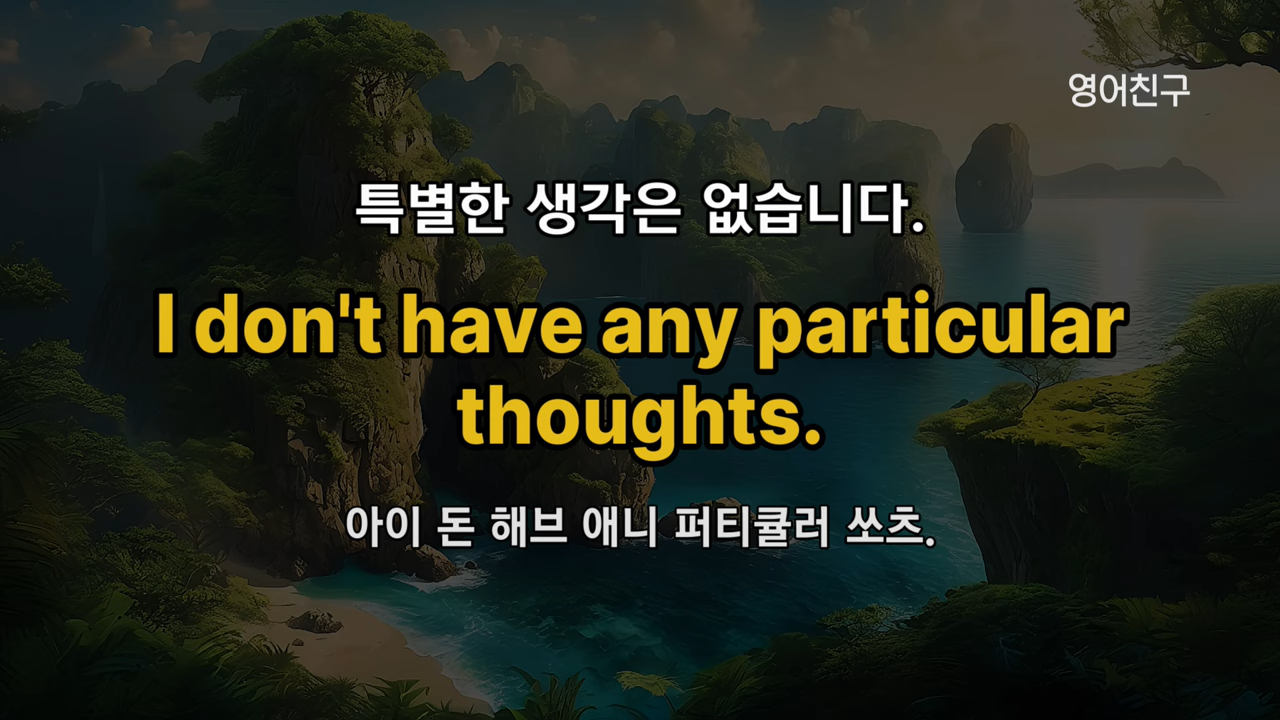 영어친구
특별한 생각은 없습니다.
I don't have any particular
thoughts.
아이 돈 해브 애니 퍼티큘러 쏘츠.